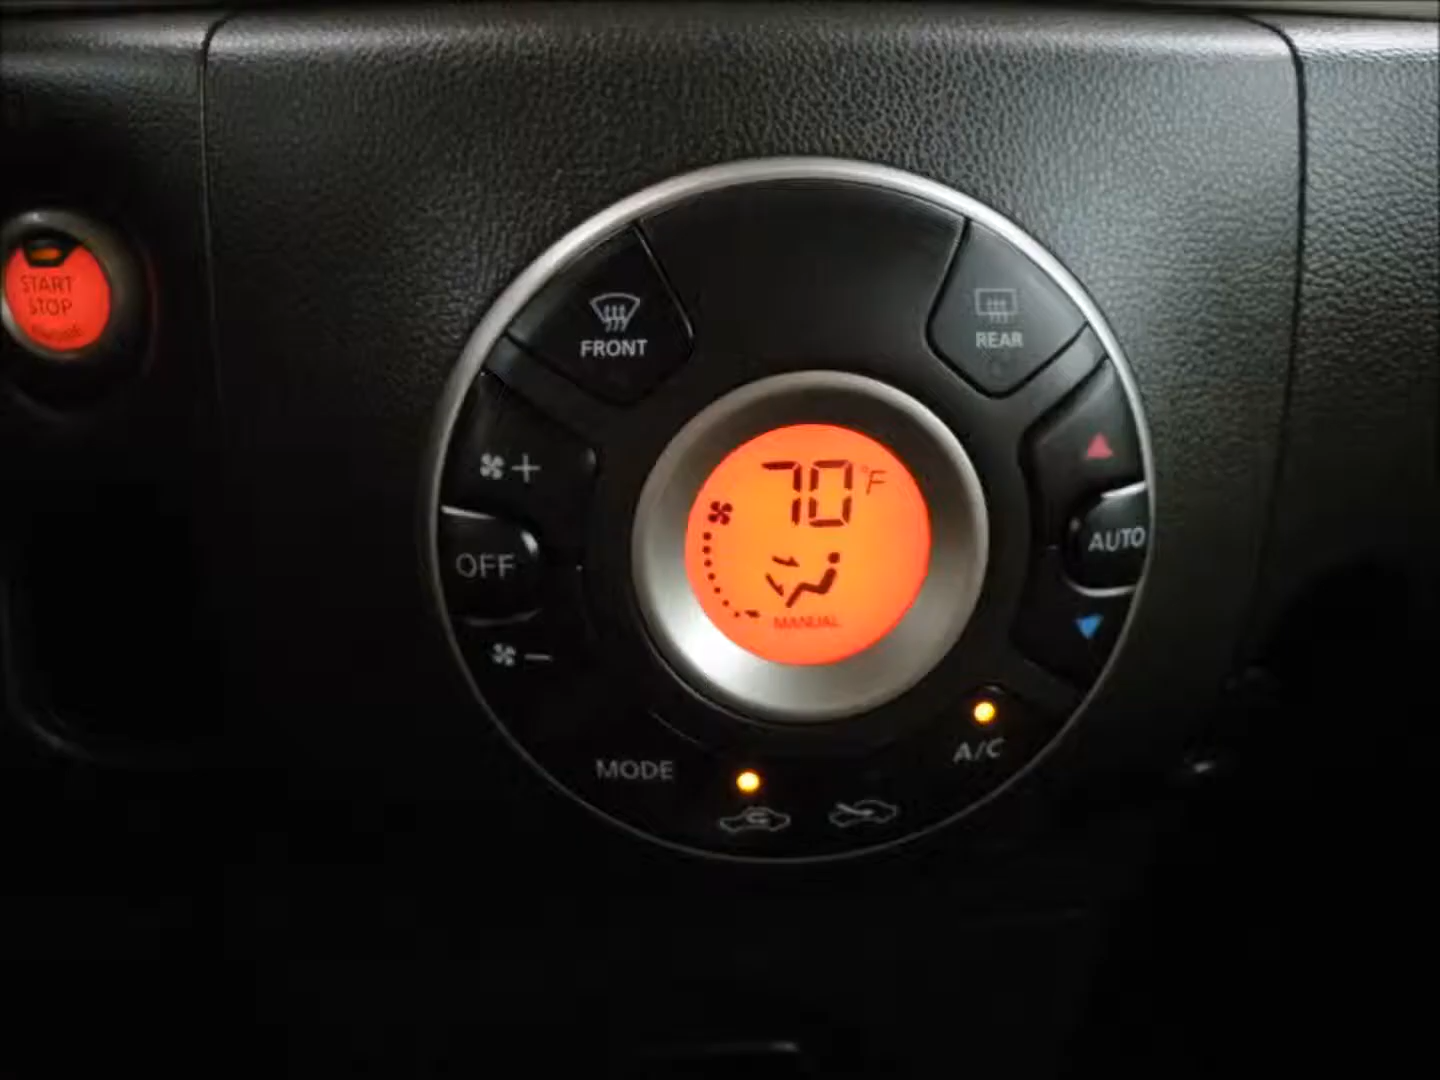 START
STOP
FRONT
REAR
70°F
OFF
AUTO
MANUAL
A/C
MODE